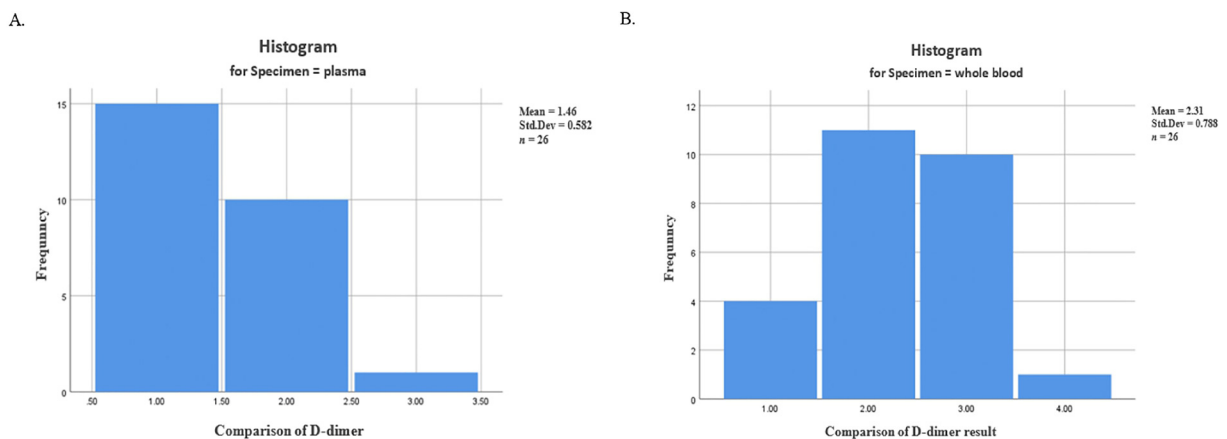 A.
Histogram
for Specimen = plasma
Mean = 1.46
Std.Dev = 0.582
n = 26
15
10
5
0
Frequnncy
.50 1.00 1.50 2.00 2.50 3.00 3.50
Comparison of D-dimer
B.
Histogram
for Specimen = whole blood
Mean = 2.31
Std.Dev = 0.788
n = 26
12
10
8
6
4
2
0
Frequnncy
1.00 2.00 3.00 4.00
Comparison of D-dimer result